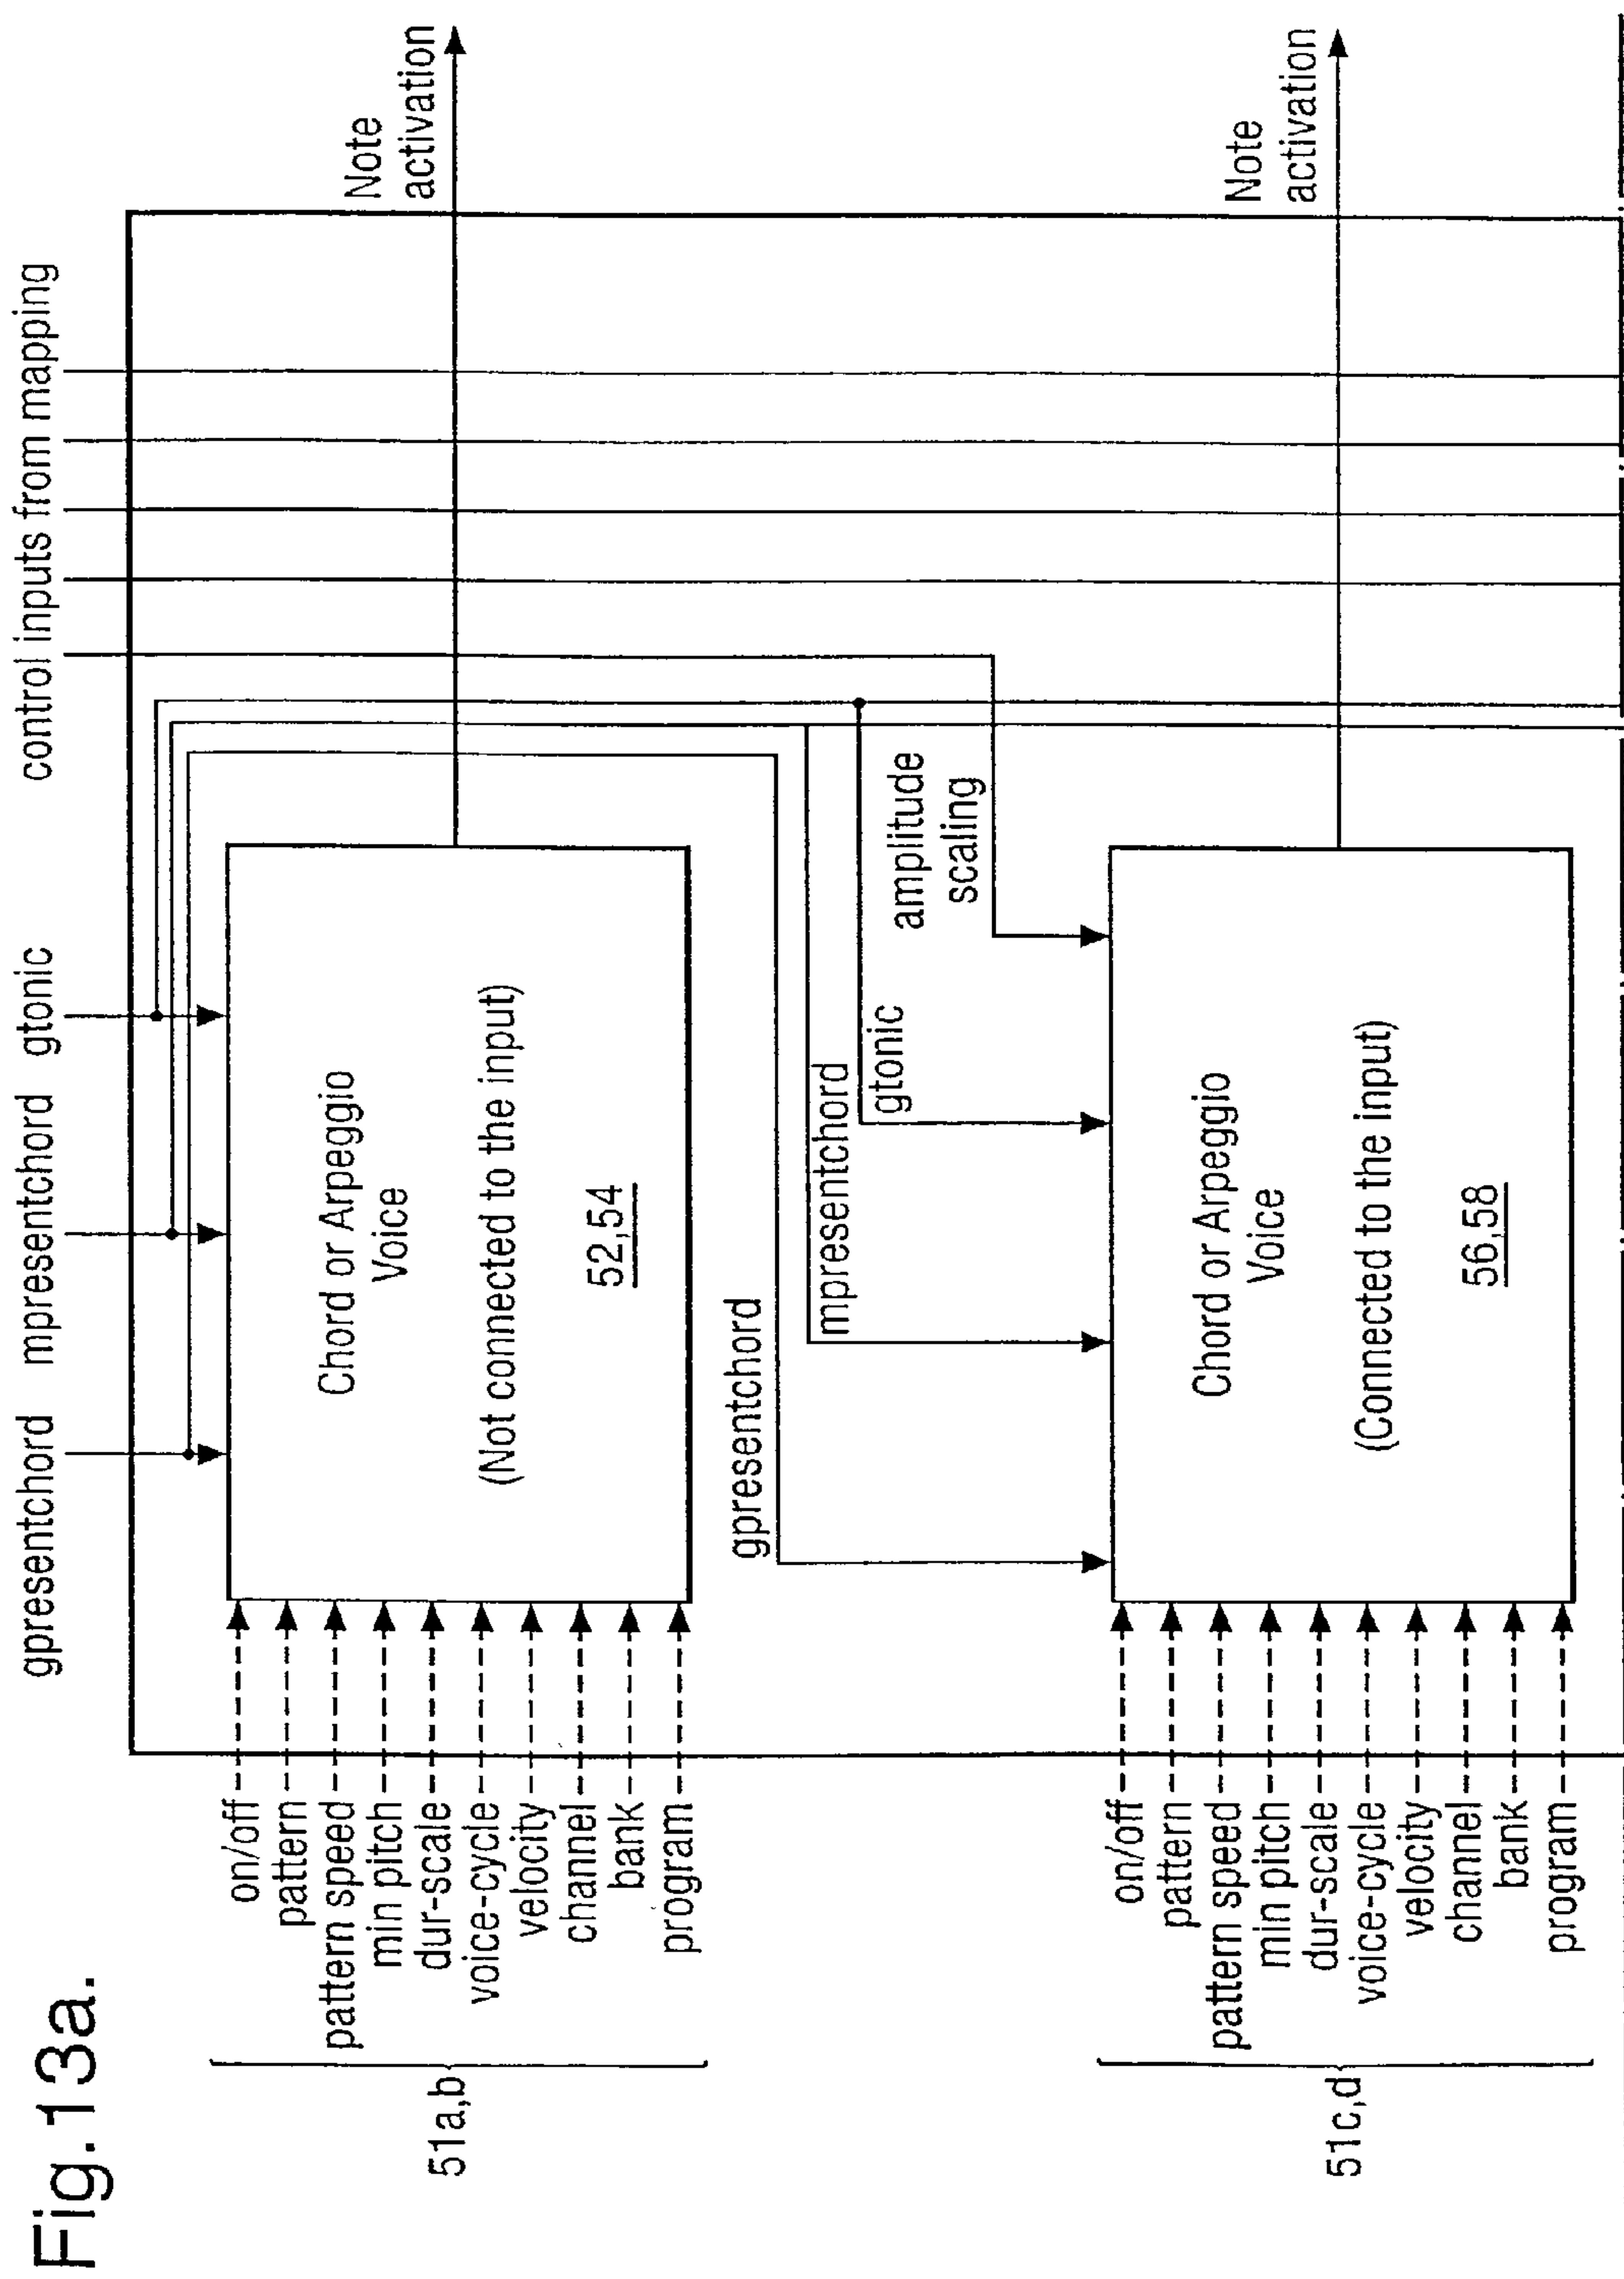 Fig.13a.
gpresentchord
mpresentchord
gtonic
control inputs from mapping
on/off
pattern
pattern speed
min pitch
dur-scale
voice-cycle
velocity
channel
bank
program
51a,b
Chord or Arpeggio
Voice
(Not connected to the input)
52,54
Note
activation
gpresentchord
mpresentchord
gtonic
amplitude
scaling
on/off
pattern
pattern speed
min pitch
dur-scale
voice-cycle
velocity
channel
bank
program
51c,d
Chord or Arpeggio
Voice
(Connected to the input)
56,58
Note
activation